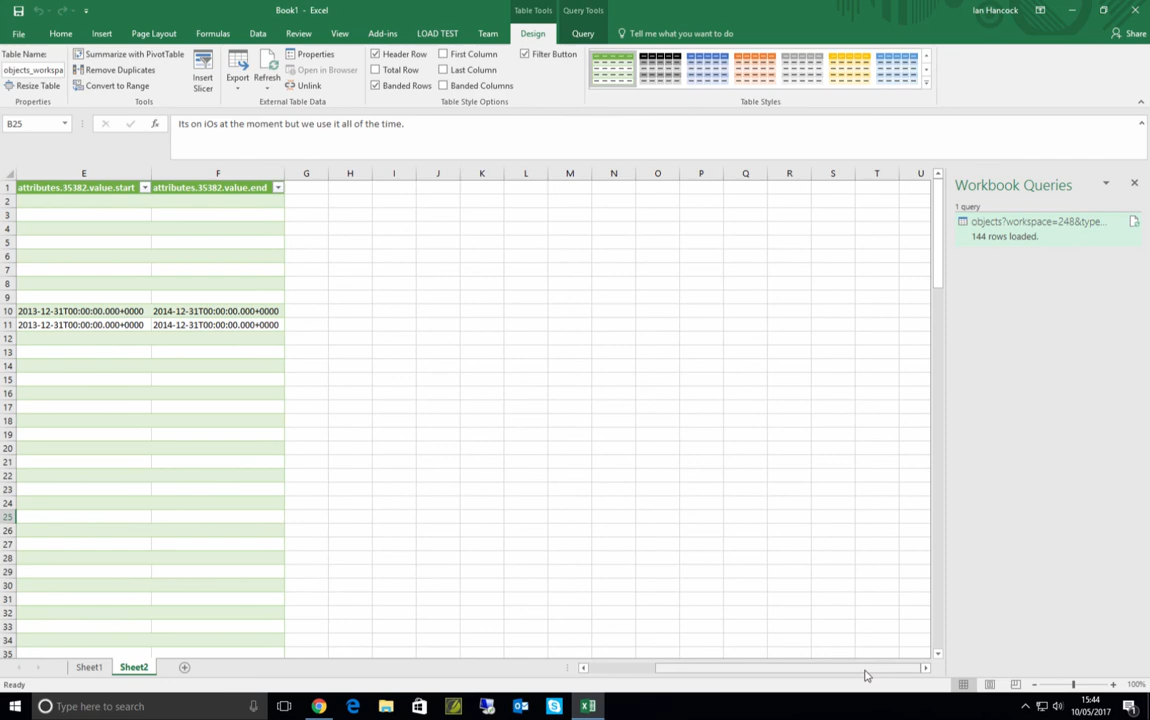 Book1 - Excel
Table Tools
Query Tools
Ian Hancock
File
Home
Insert
Page Layout
Formulas
Data
Review
View
Add-ins
LOAD TEST
Team
Design
Query
Tell me what you want to do
Share
Table Name:
objects_workspa
Resize Table
Properties
Summarize with PivotTable
Remove Duplicates
Convert to Range
Tools
Insert
Slicer
Export
Refresh
Properties
Open in Browser
Unlink
External Table Data
Header Row
Total Row
Banded Rows
First Column
Last Column
Banded Columns
Filter Button
Table Style Options
Table Styles
B25
fx
Its on iOs at the moment but we use it all of the time.
E F G H I J K L M N O P Q R S T U
1 attributes.35382.value.start attributes.35382.value.end
2
3
4
5
6
7
8
9
10 2013-12-31T00:00:00.000+0000 2014-12-31T00:00:00.000+0000
11 2013-12-31T00:00:00.000+0000 2014-12-31T00:00:00.000+0000
12
13
14
15
16
17
18
19
20
21
22
23
24
25
26
27
28
29
30
31
32
33
34
35
Workbook Queries
1 query
objects?workspace=248&type...
144 rows loaded.
Sheet1
Sheet2
Ready
100%
Type here to search
15:44
10/05/2017